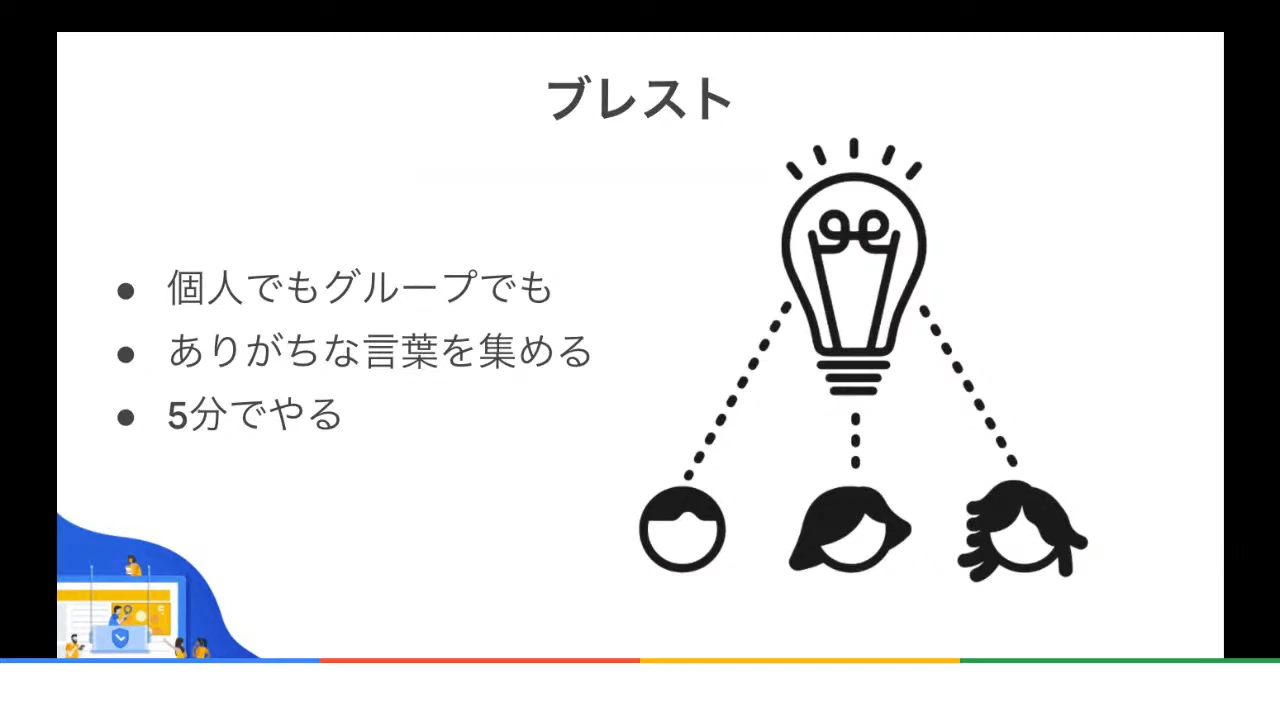 ブレスト
● 個人でもグループでも
● ありがちな言葉を集める
● 5分でやる